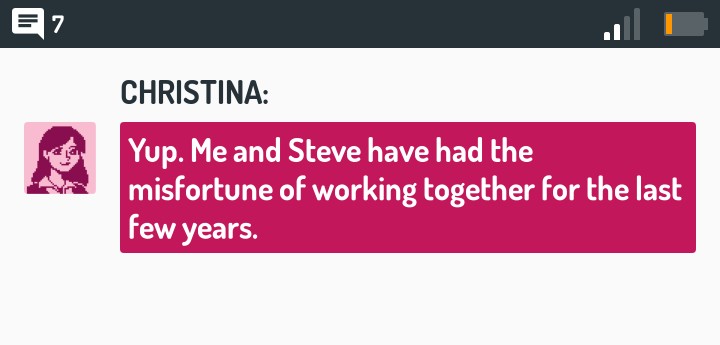 7
CHRISTINA:
Yup. Me and Steve have had the
misfortune of working together for the last
few years.